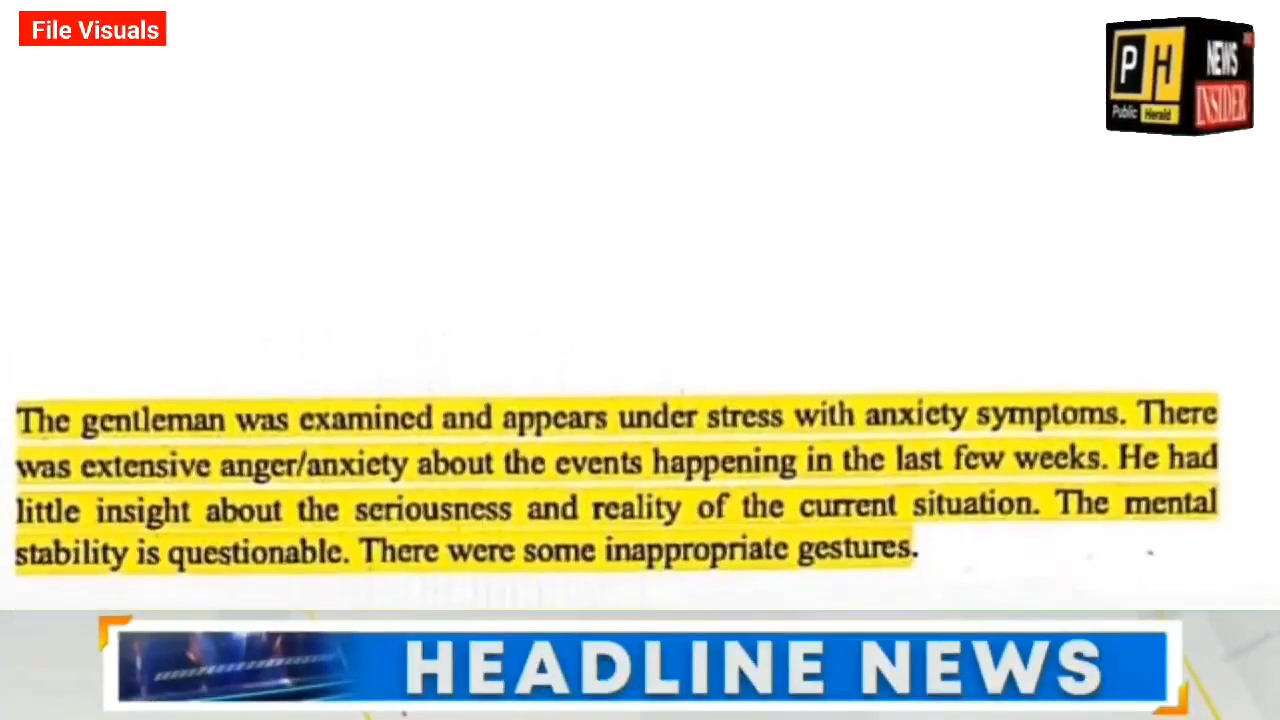 File Visuals
P H
NEWS
Public Herald
INSIDER
The gentleman was examined and appears under stress with anxiety symptoms. There
was extensive anger/anxiety about the events happening in the last few weeks. He had
little insight about the seriousness and reality of the current situation. The mental
stability is questionable. There were some inappropriate gestures.
HEADLINE NEWS